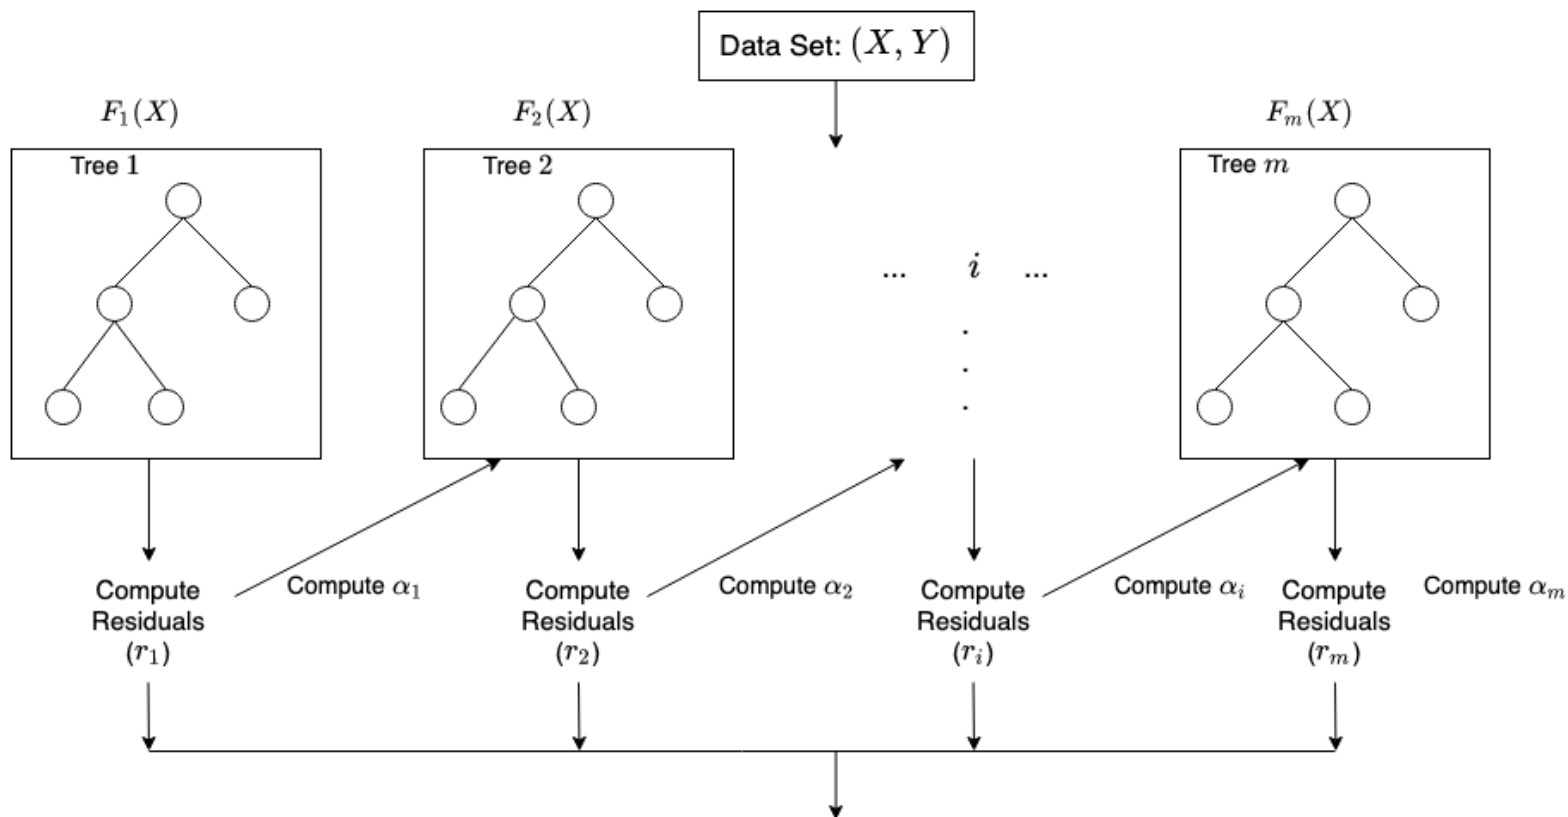 Data Set: (X, Y)
F₁(X)
F₂(X)
Fₘ(X)
Tree 1
Tree 2
Tree m
... i ...
Compute
Residuals
(r₁)
Compute α₁
Compute
Residuals
(r₂)
Compute α₂
Compute
Residuals
(rᵢ)
Compute αᵢ
Compute
Residuals
(rₘ)
Compute αₘ